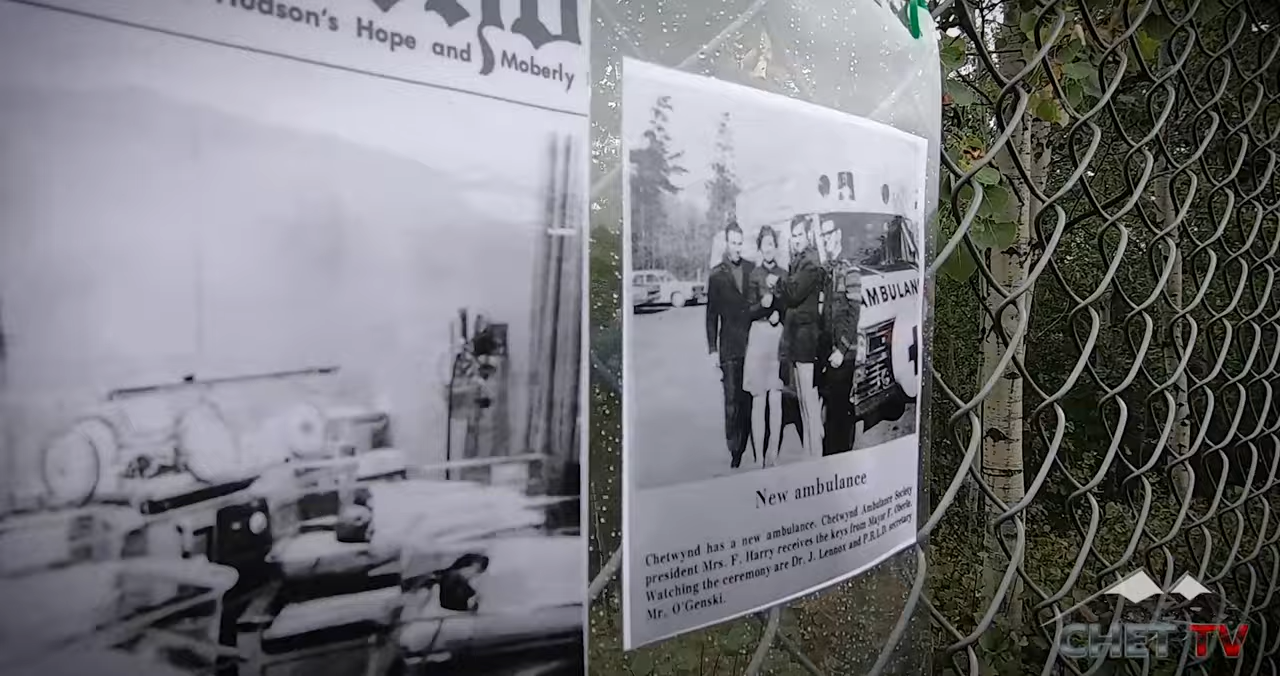 Hudson's Hope and Moberly
AMBULAN
New ambulance
Chetwynd has a new ambulance. Chetwynd Ambulance Society
president Mrs. F. Harry receives the keys from Mayor F. Oberle.
Watching the ceremony are Dr. J. Lennox and P.R.L.D. secretary
Mr. O'Genski.
CHET TV